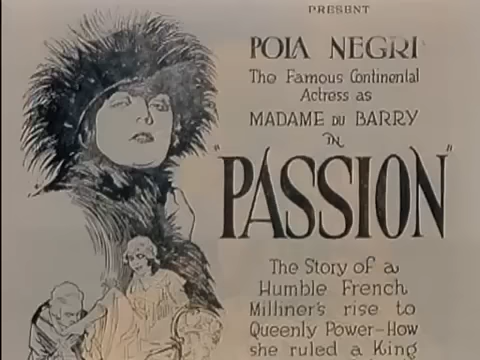 PRESENT
POLA NEGRI
The Famous Continental
Actress as
MADAME DU BARRY
IN
"PASSION"
The Story of a
Humble French
Milliner's rise to
Queenly Power-How
she ruled a King